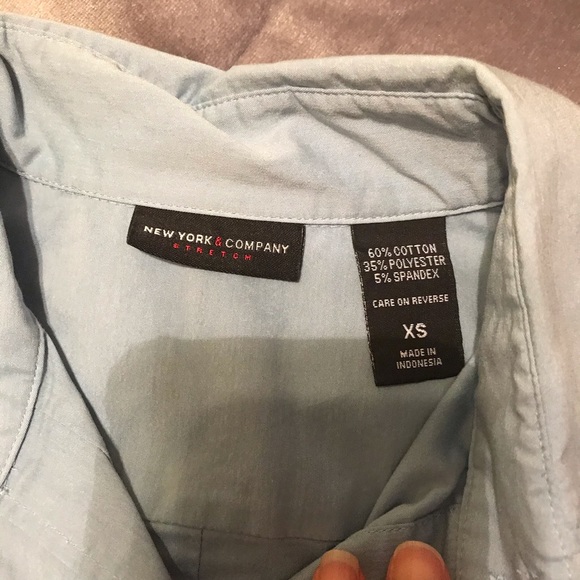 NEW YORK & COMPANY
STRETCH
60% COTTON
35% POLYESTER
5% SPANDEX
CARE ON REVERSE
XS
MADE IN
INDONESIA